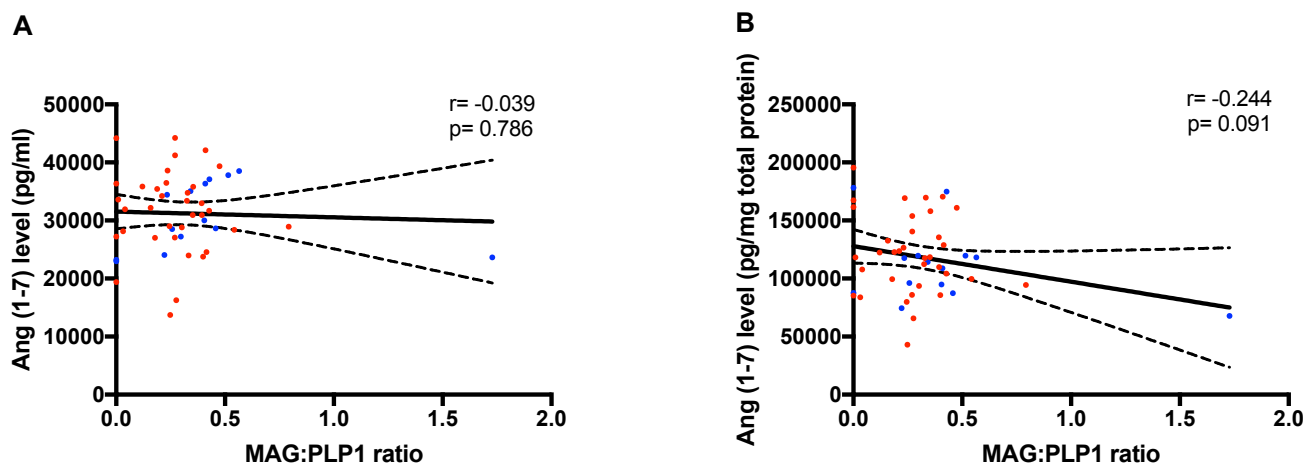 A
r= -0.039
p= 0.786
50000
40000
30000
20000
10000
0
Ang (1-7) level (pg/ml)
0.0 0.5 1.0 1.5 2.0
MAG:PLP1 ratio
B
r= -0.244
p= 0.091
250000
200000
150000
100000
50000
0
Ang (1-7) level (pg/mg total protein)
0.0 0.5 1.0 1.5 2.0
MAG:PLP1 ratio